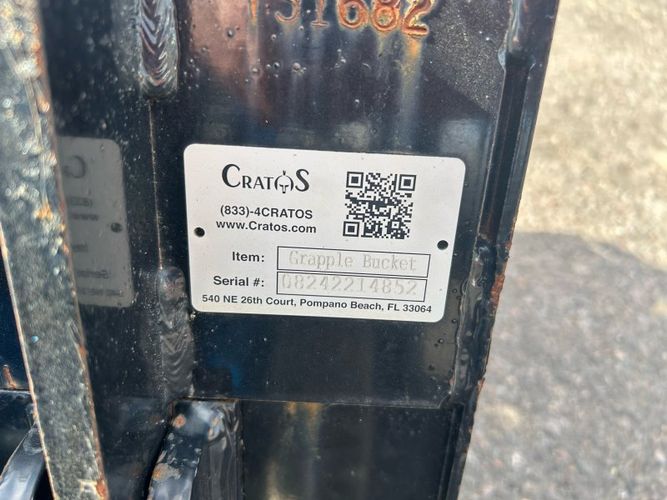 51682
CRATOS
(833)-4CRATOS
www.Cratos.com
Item: Grapple Bucket
Serial #: 08242214852
540 NE 26th Court, Pompano Beach, FL 33064